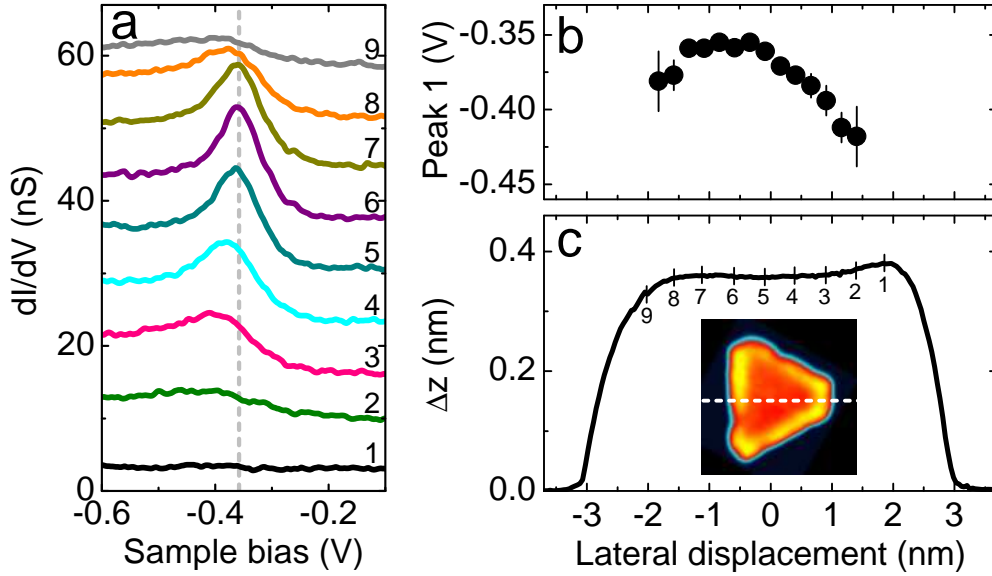 a
60
40
20
0
dI/dV (nS)
9
8
7
6
5
4
3
2
1
-0.6
-0.4
-0.2
Sample bias (V)
b
-0.35
-0.40
-0.45
Peak 1 (V)
c
0.4
0.2
0.0
Δz (nm)
9 8 7 6 5 4 3 2 1
-3 -2 -1 0 1 2 3
Lateral displacement (nm)